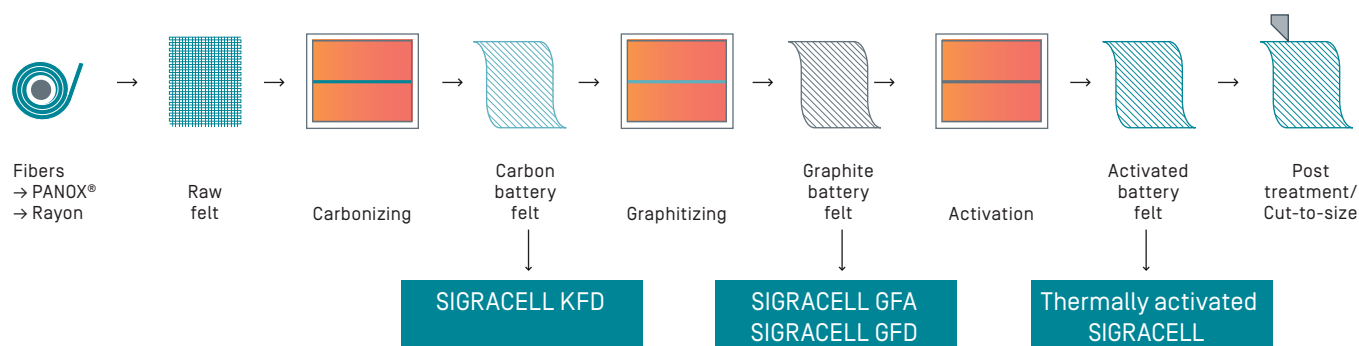 Fibers
→ PANOX®
→ Rayon
Raw
felt
Carbonizing
Carbon
battery
felt
Graphitizing
Graphite
battery
felt
Activation
Activated
battery
felt
Post
treatment/
Cut-to-size
SIGRACELL KFD
SIGRACELL GFA
SIGRACELL GFD
Thermally activated
SIGRACELL